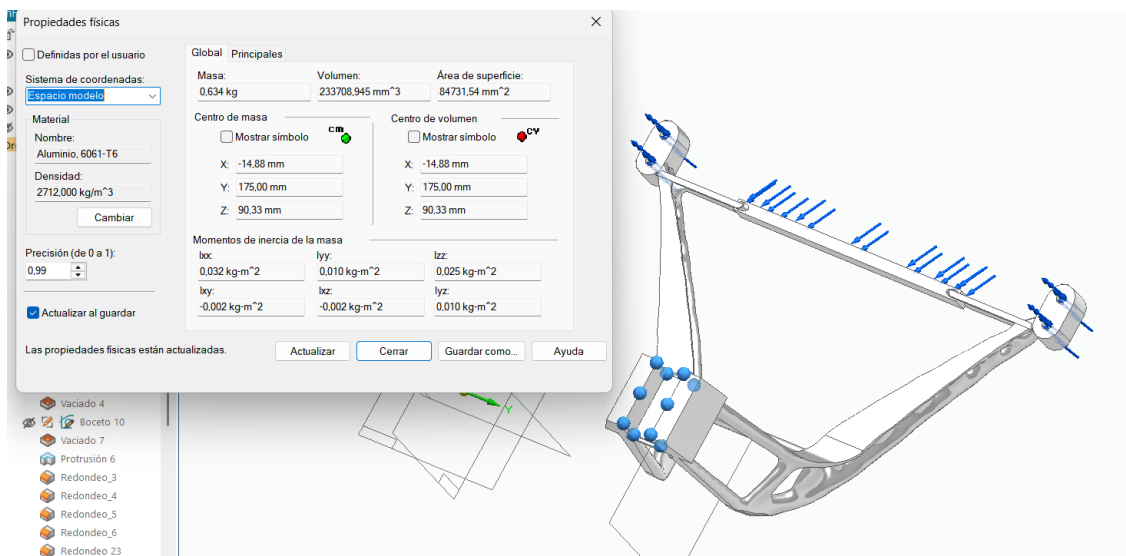 Propiedades físicas
Definidas por el usuario
Sistema de coordenadas:
Espacio modelo
Material
Nombre:
Aluminio, 6061-T6
Densidad:
2712,000 kg/m^3
Cambiar
Precisión (de 0 a 1):
0,99
Actualizar al guardar
Global Principales
Masa: Volumen: Área de superficie:
0,634 kg 233708,945 mm^3 84731,54 mm^2
Centro de masa Centro de volumen
Mostrar símbolo cm Mostrar símbolo CV
X: -14,88 mm X: -14,88 mm
Y: 175,00 mm Y: 175,00 mm
Z: 90,33 mm Z: 90,33 mm
Momentos de inercia de la masa
Ixx: Iyy: Izz:
0,032 kg-m^2 0,010 kg-m^2 0,025 kg-m^2
Ixy: Ixz: Iyz:
-0,002 kg-m^2 -0,002 kg-m^2 0,010 kg-m^2
Las propiedades físicas están actualizadas.
Actualizar Cerrar Guardar como... Ayuda
Vaciado 4
Boceto 10
Vaciado 7
Protrusión 6
Redondeo_3
Redondeo_4
Redondeo_5
Redondeo_6
Redondeo 23
Y